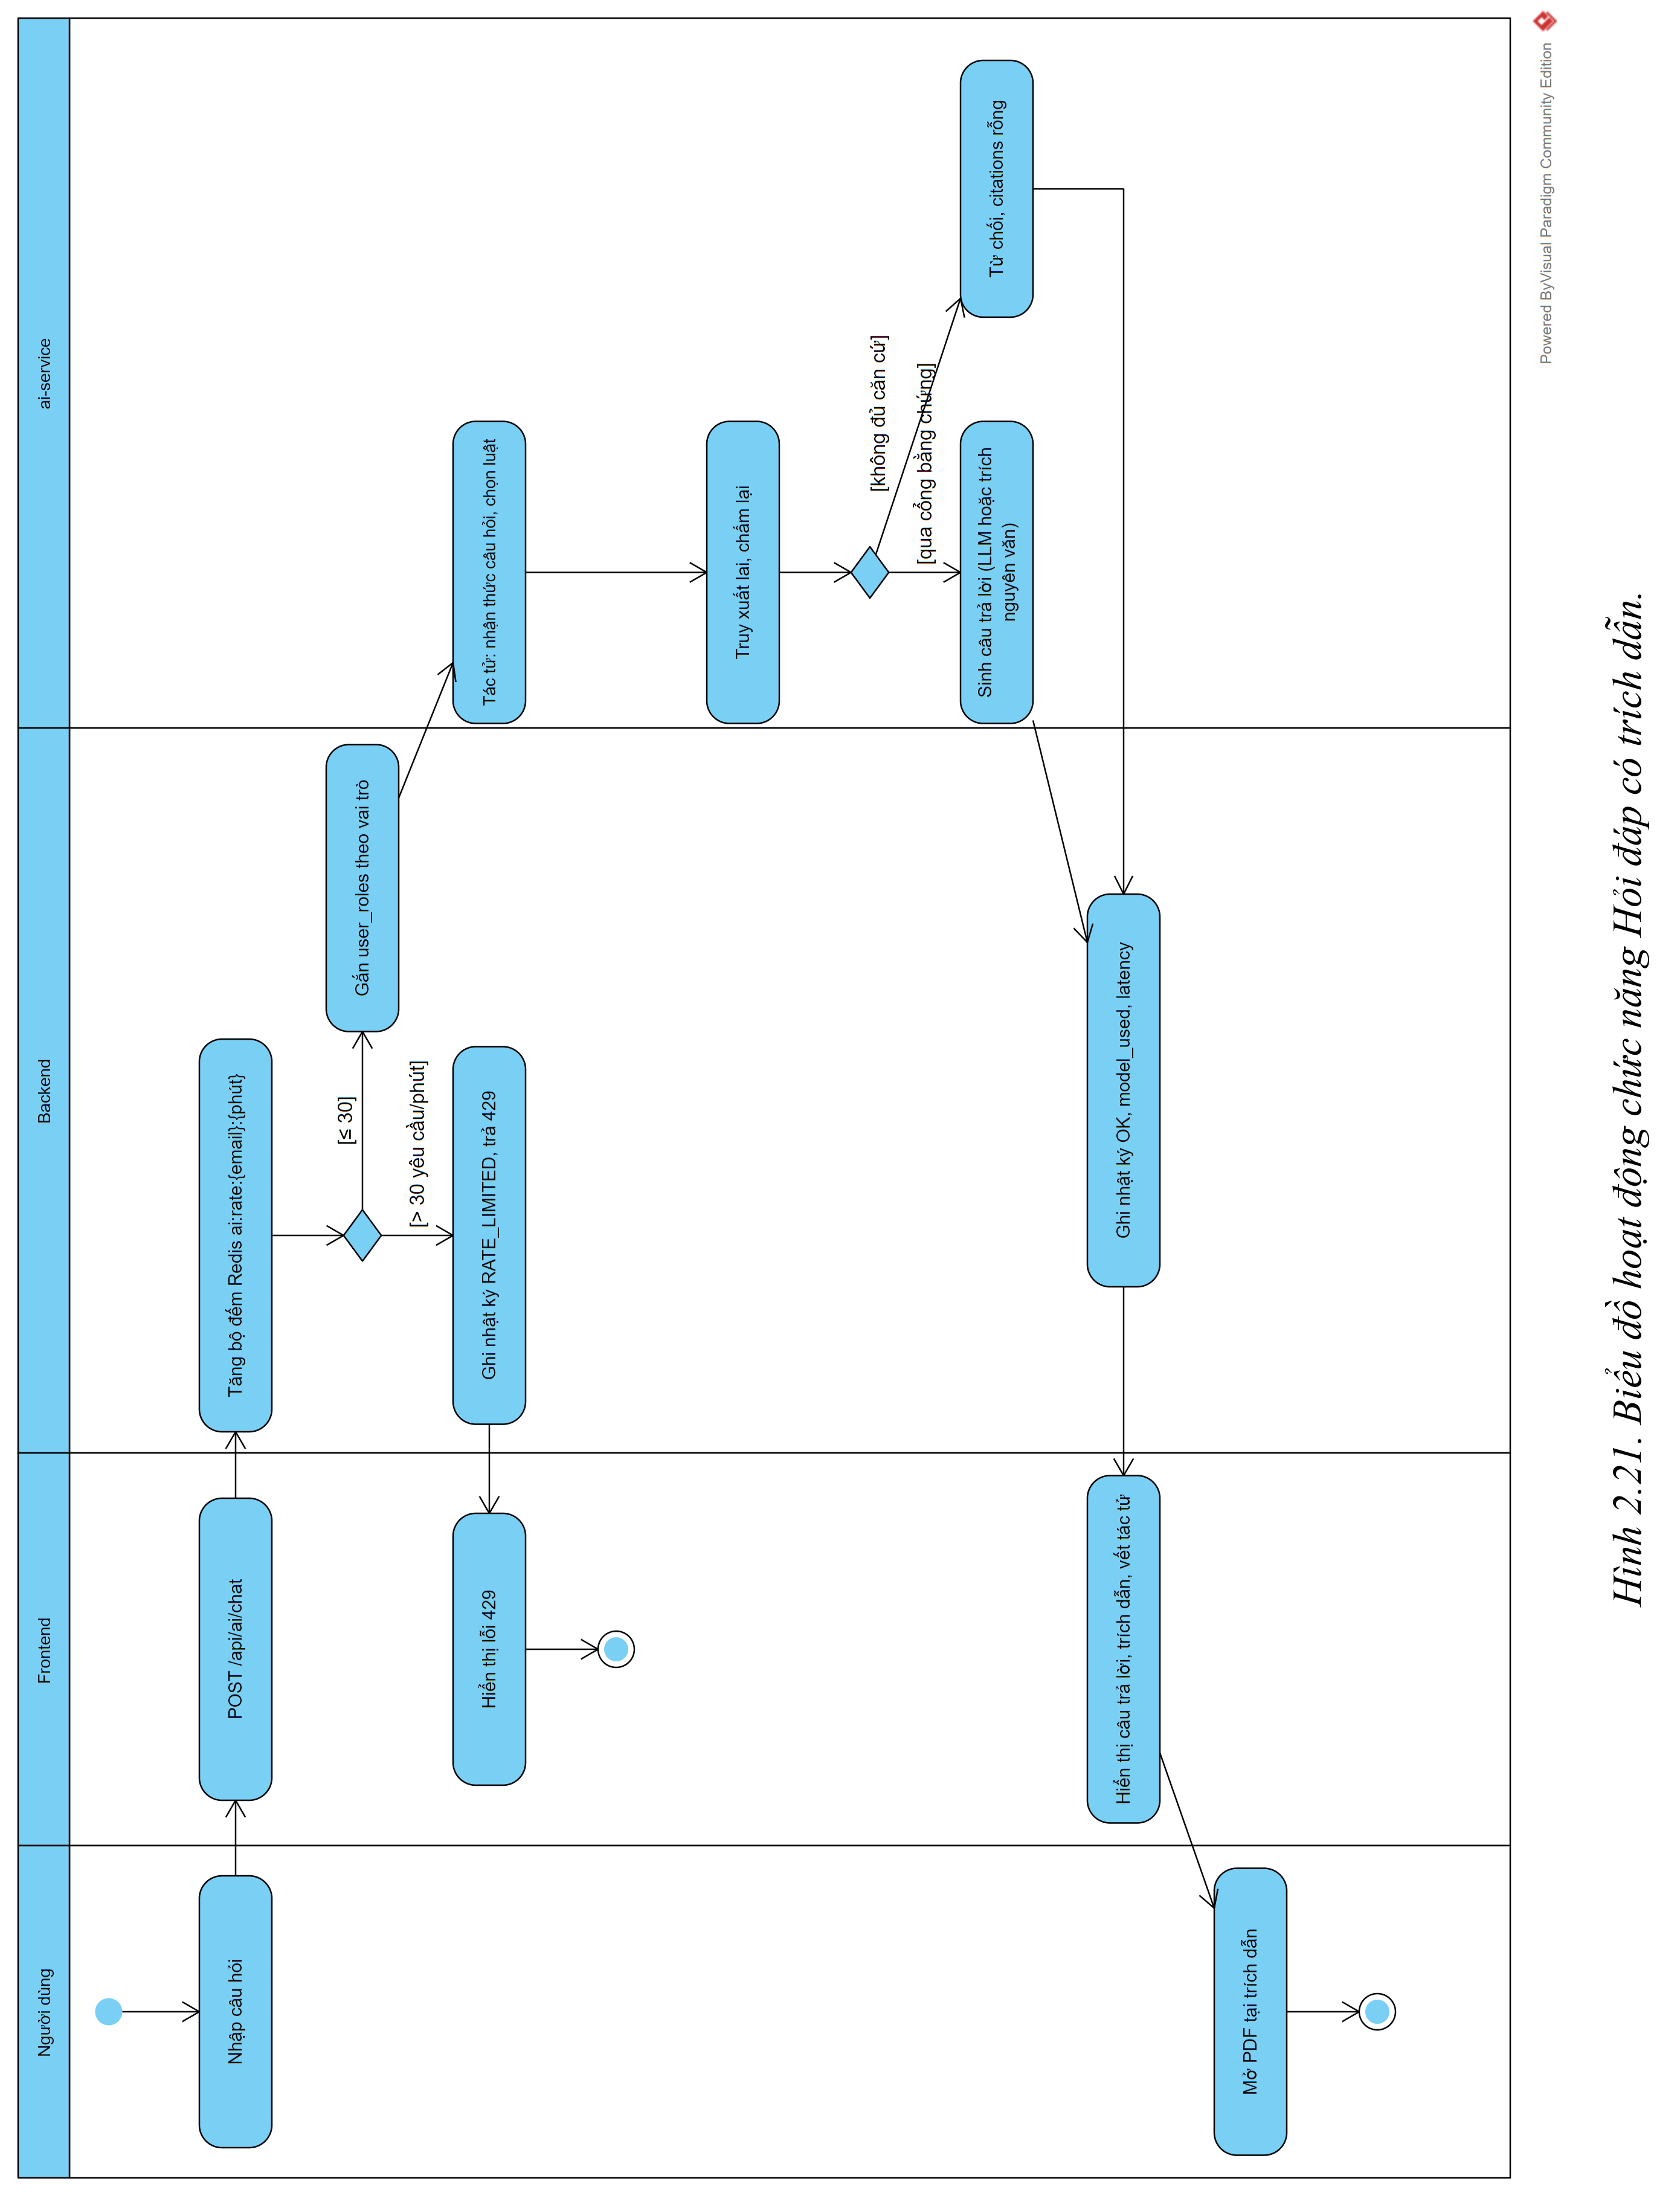 Người dùng
Frontend
Backend
ai-service
Nhập câu hỏi
POST /api/ai/chat
Tăng bộ đếm Redis ai:rate:{email}:{phút}
[≤ 30]
Gắn user_roles theo vai trò
[> 30 yêu cầu/phút]
Hiển thị lỗi 429
Ghi nhật ký RATE_LIMITED, trả 429
Tác tử: nhận thức câu hỏi, chọn luật
Truy xuất lai, chấm lại
[không đủ căn cứ]
[qua cổng bằng chứng]
Sinh câu trả lời (LLM hoặc trích
nguyên văn)
Từ chối, citations rỗng
Hiển thị câu trả lời, trích dẫn, vết tác tử
Ghi nhật ký OK, model_used, latency
Mở PDF tại trích dẫn
Powered ByVisual Paradigm Community Edition
Hình 2.21. Biểu đồ hoạt động chức năng Hỏi đáp có trích dẫn.